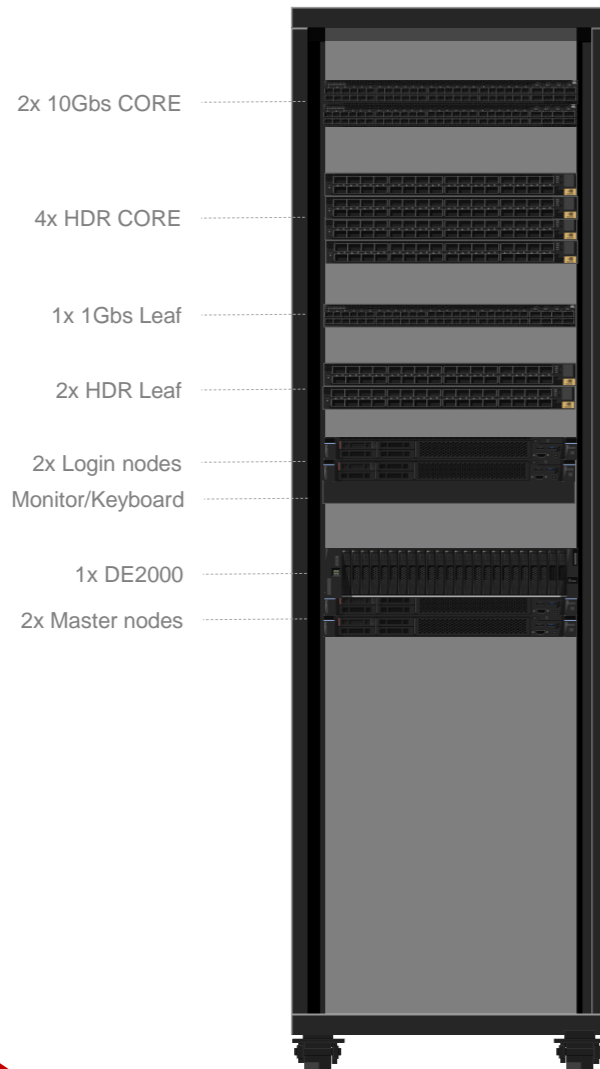 2x 10Gbs CORE
4x HDR CORE
1x 1Gbs Leaf
2x HDR Leaf
2x Login nodes
Monitor/Keyboard
1x DE2000
2x Master nodes